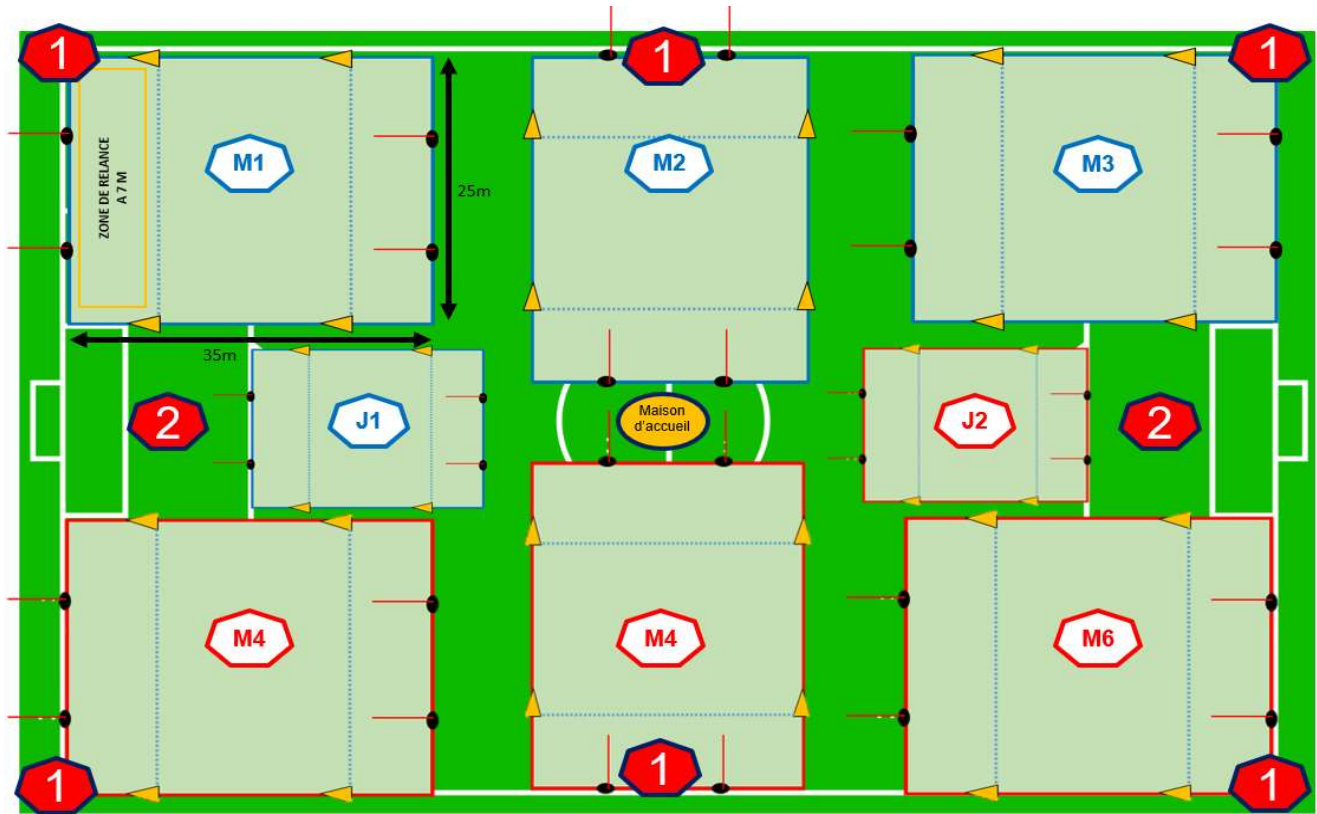 1
1
1
M1
M2
M3
ZONE DE RELANCE
A 7 M
25m
35m
2
J1
Maison
d'accueil
J2
2
M4
M4
M6
1
1
1